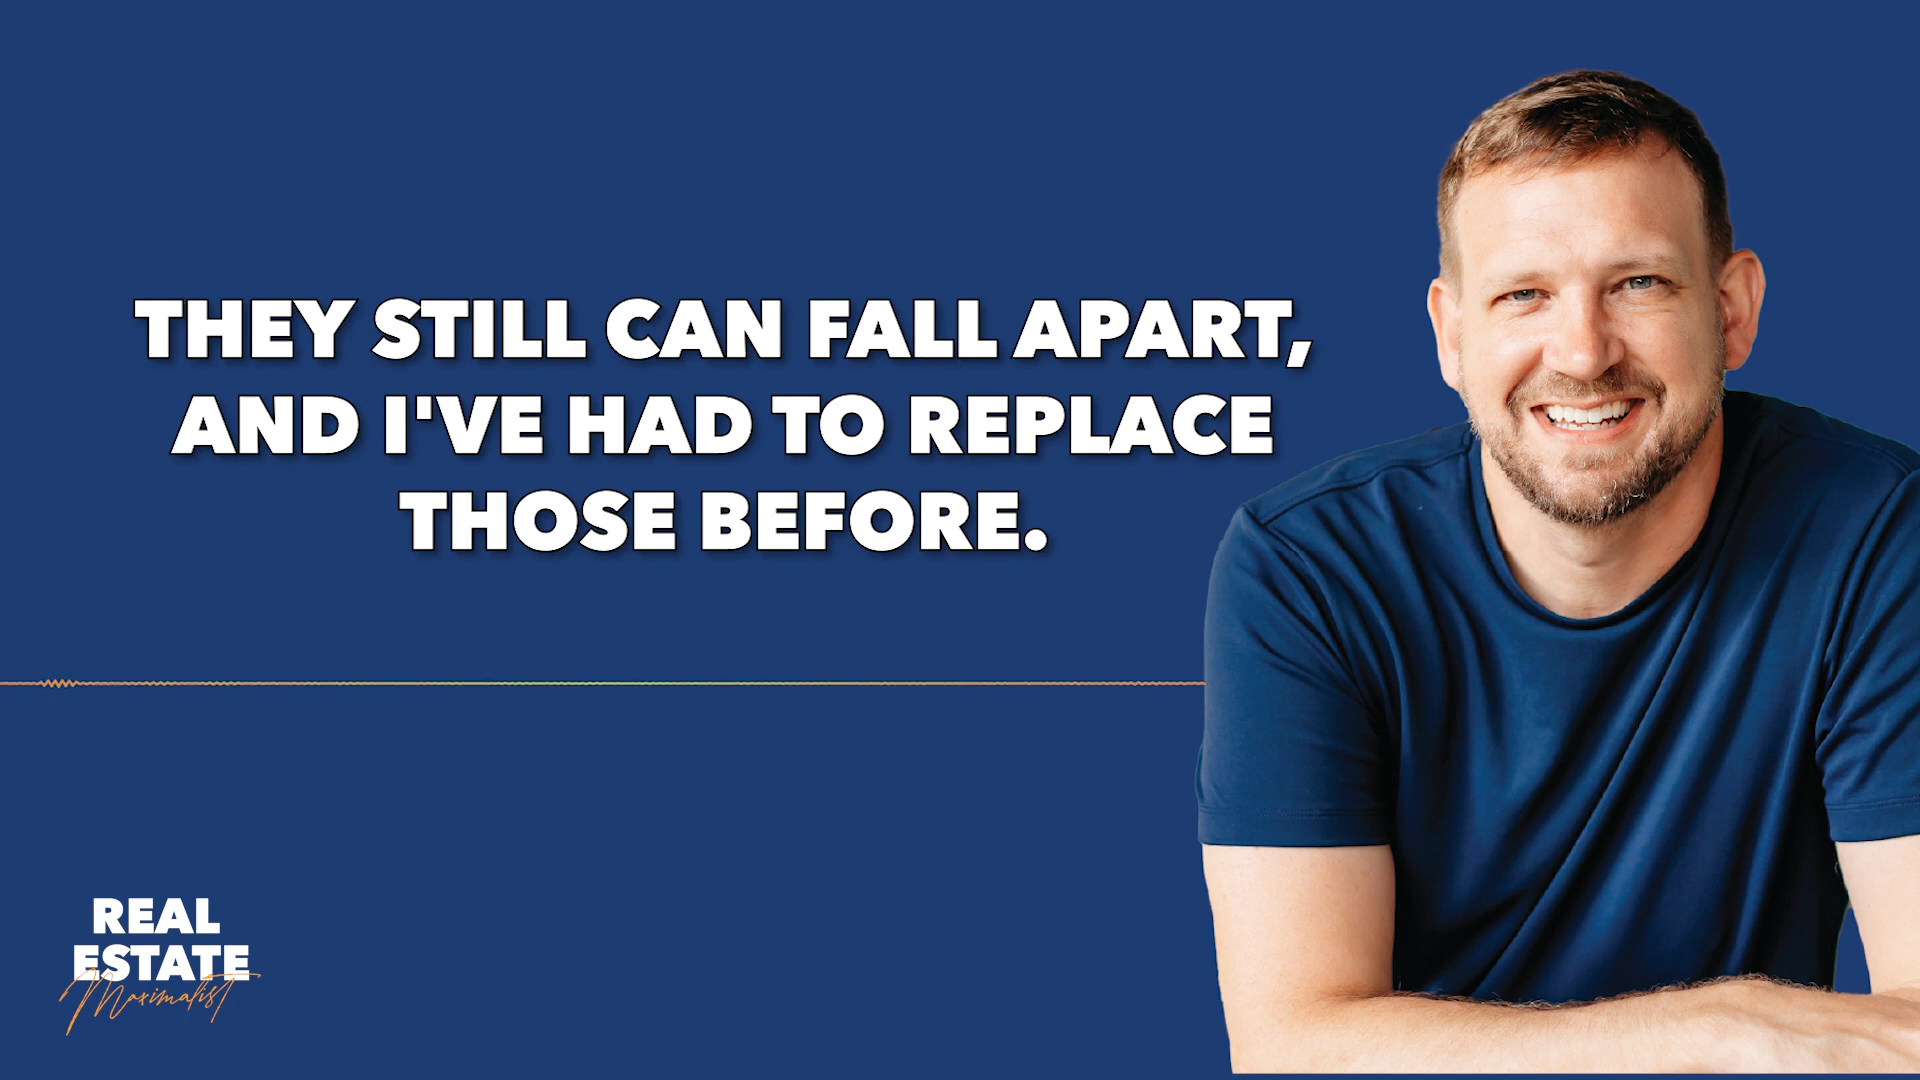 THEY STILL CAN FALL APART,
AND I'VE HAD TO REPLACE
THOSE BEFORE.
REAL
ESTATE
Maximalist